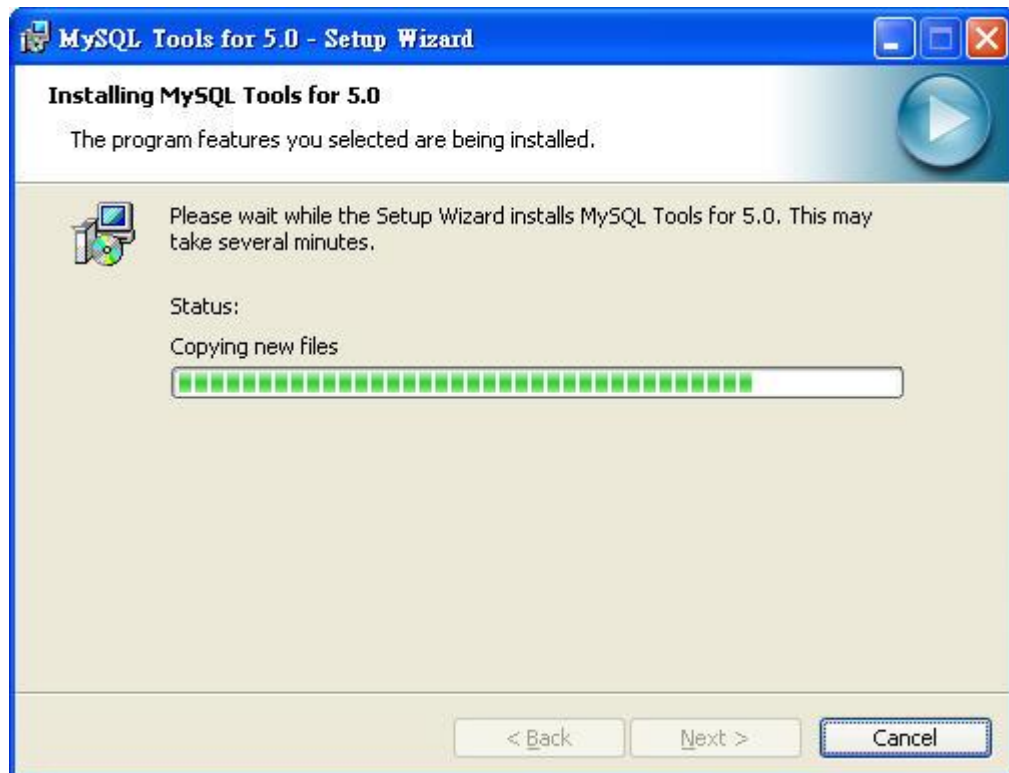 MySQL Tools for 5.0 - Setup Wizard
Installing MySQL Tools for 5.0
The program features you selected are being installed.
Please wait while the Setup Wizard installs MySQL Tools for 5.0. This may
take several minutes.
Status:
Copying new files
< Back
Next >
Cancel